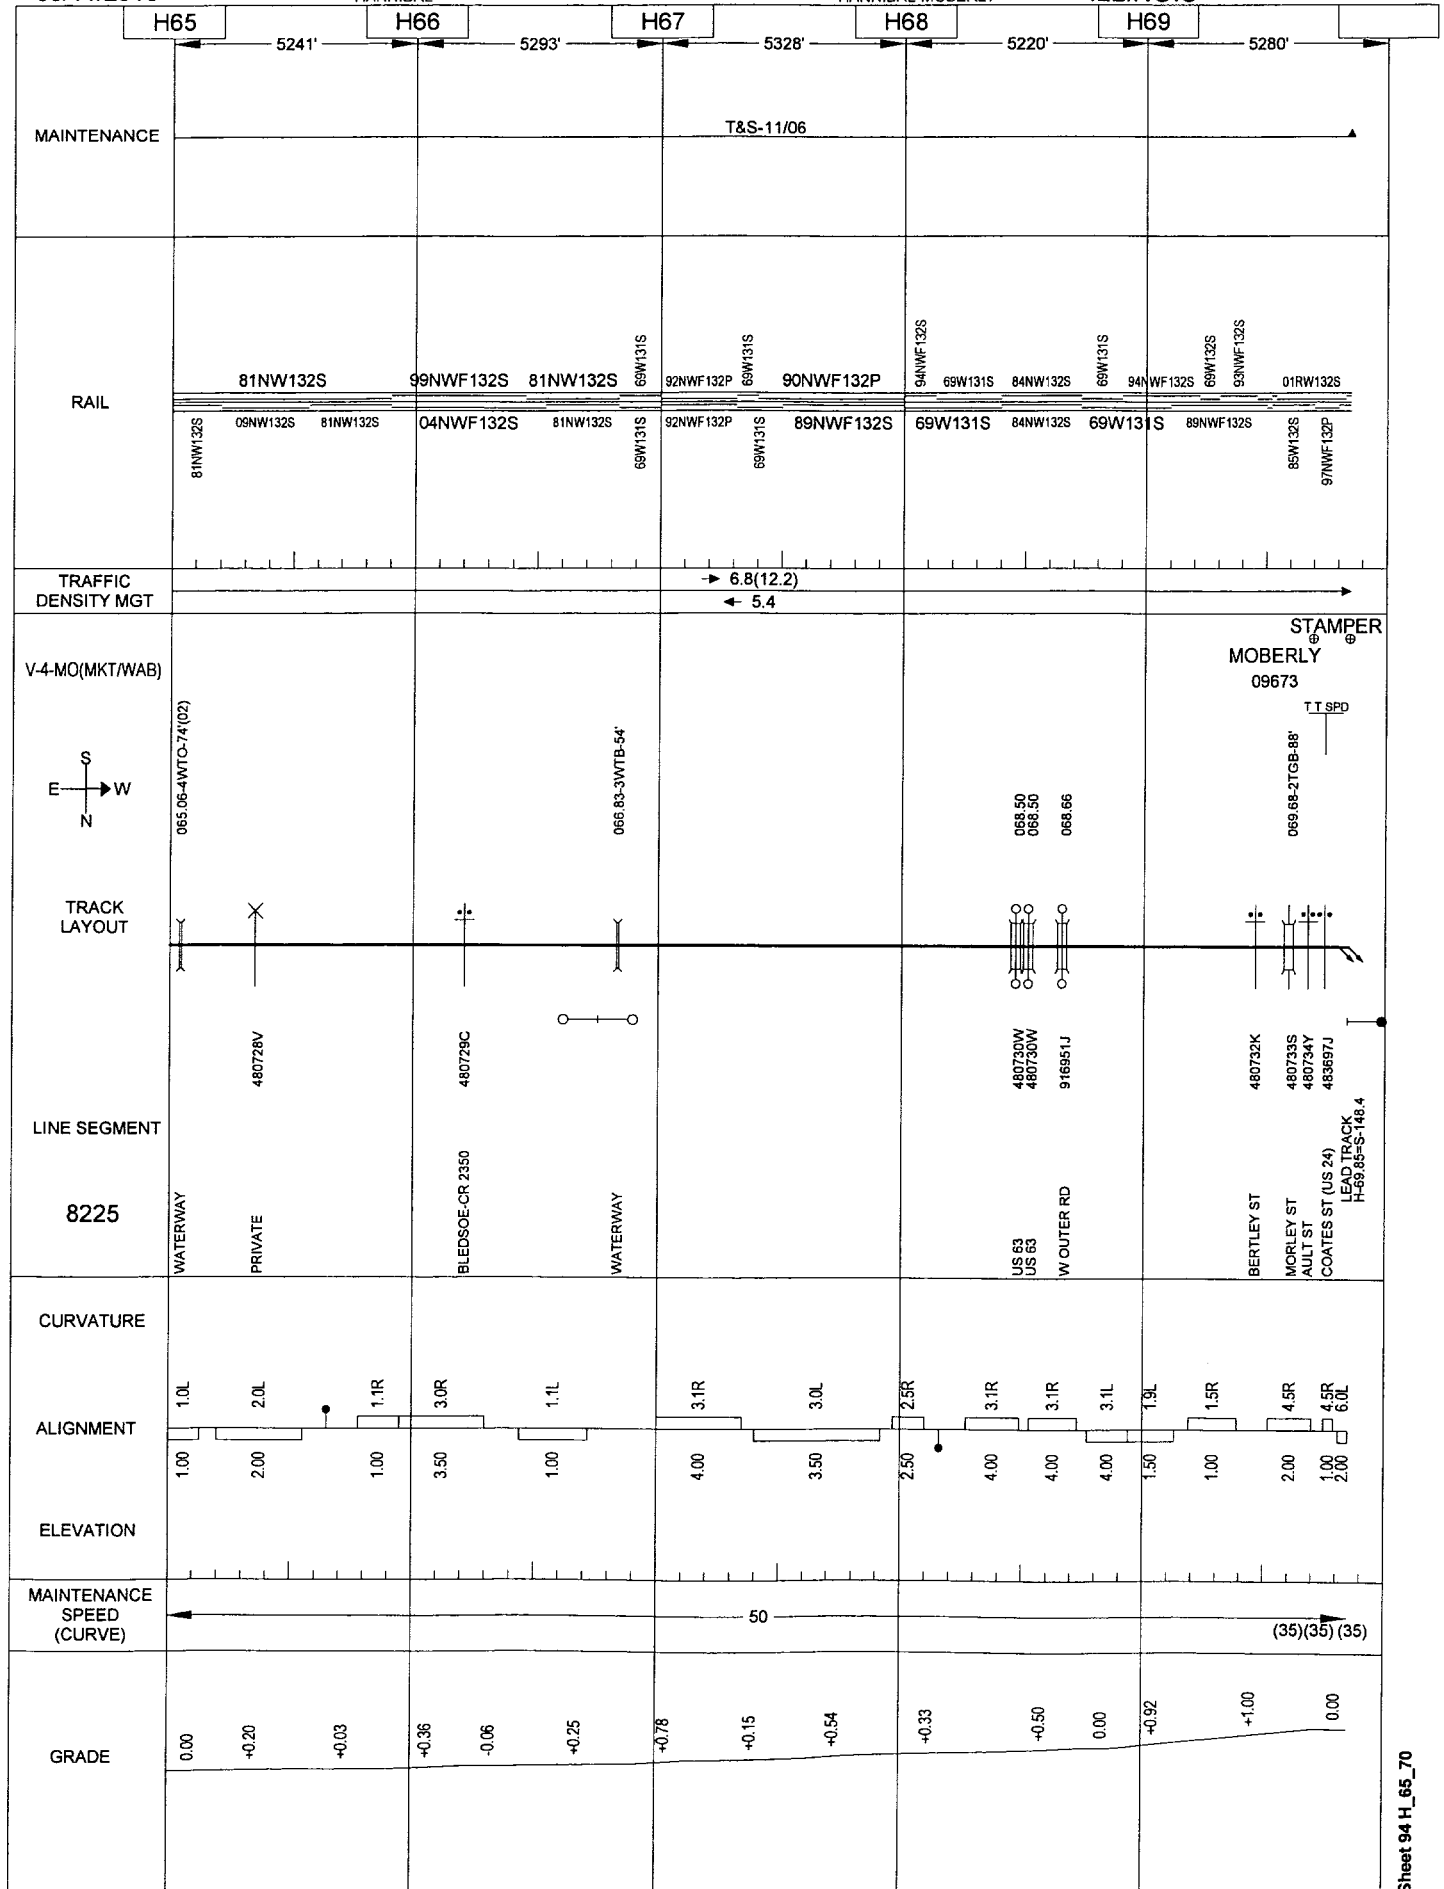 H65 H66 H67 H68 H69
5241' 5293' 5328' 5220' 5280'
MAINTENANCE
T&S-11/06
94NWF132S
69W131S 69W131S 69W131S 69W132S 93NWF132S
81NW132S 99NWF132S 81NW132S 92NWF132P 90NWF132P 69W131S 84NW132S 94NWF132S 01RW132S
RAIL
09NW132S 81NW132S 04NWF132S 81NW132S 92NWF132P 89NWF132S 69W131S 84NW132S 69W131S 89NWF132S
81NW132S 69W131S 69W131S 85W132S 97NWF132P
TRAFFIC
DENSITY MGT
6.8(12.2)
5.4
STAMPER
MOBERLY
09673
V-4-MO(MKT/WAB)
T T SPD
S
E W
N
065.06-4WTO-74'(02)
066.83-3WTB-54'
068.50
068.50
068.66
069.68-2TGB-88'
TRACK
LAYOUT
480728V
480729C
480730W
480730W
916951J
480732K
480733S
480734Y
483697J
LINE SEGMENT
8225
WATERWAY
PRIVATE
BLEDSOE-CR 2350
WATERWAY
US 63
US 63
W OUTER RD
BERTLEY ST
MORLEY ST
AULT ST
COATES ST (US 24)
LEAD TRACK
H-69.85=S-148.4
CURVATURE
1.0L 2.0L 1.1R 3.0R 1.1L 3.1R 3.0L 2.5R 3.1R 3.1R 3.1L 1.9L 1.5R 4.5R 4.5R 6.0L
ALIGNMENT
1.00 2.00 1.00 3.50 1.00 4.00 3.50 2.50 4.00 4.00 4.00 1.50 1.00 2.00 1.00 2.00
ELEVATION
MAINTENANCE
SPEED
(CURVE)
50
(35)(35) (35)
GRADE
0.00 +0.20 +0.03 +0.36 -0.06 +0.25 +0.78 +0.15 +0.54 +0.33 +0.50 0.00 +0.92 +1.00 0.00
Sheet 94 H_65_70